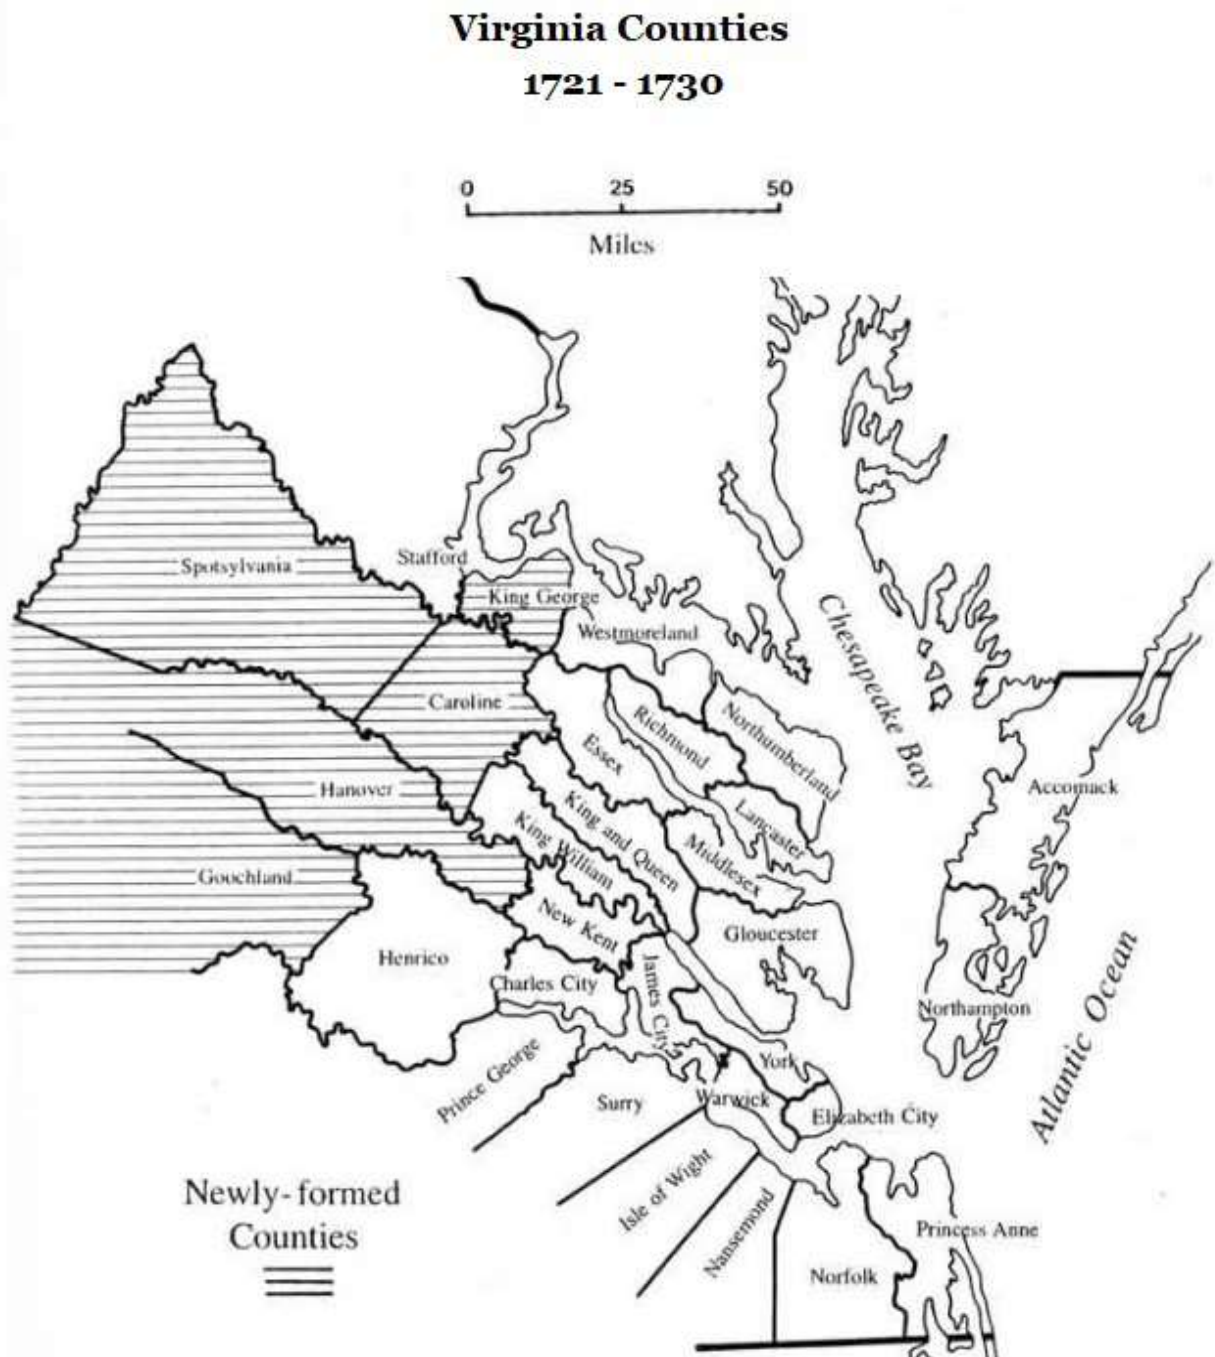 Virginia Counties
1721 - 1730
0 25 50
Miles
Stafford
Spotsylvania
King George
Westmoreland
Chesapeake Bay
Caroline
Richmond
Northumberland
Essex
Hanover
Accomack
King and Queen
Lancaster
King William
Middlesex
Goochland
New Kent
Gloucester
Henrico
James City
Charles City
Northampton
Atlantic Ocean
Prince George
York
Surry
Warwick
Elizabeth City
Isle of Wight
Newly-formed
Counties
Nansemond
Princess Anne
Norfolk